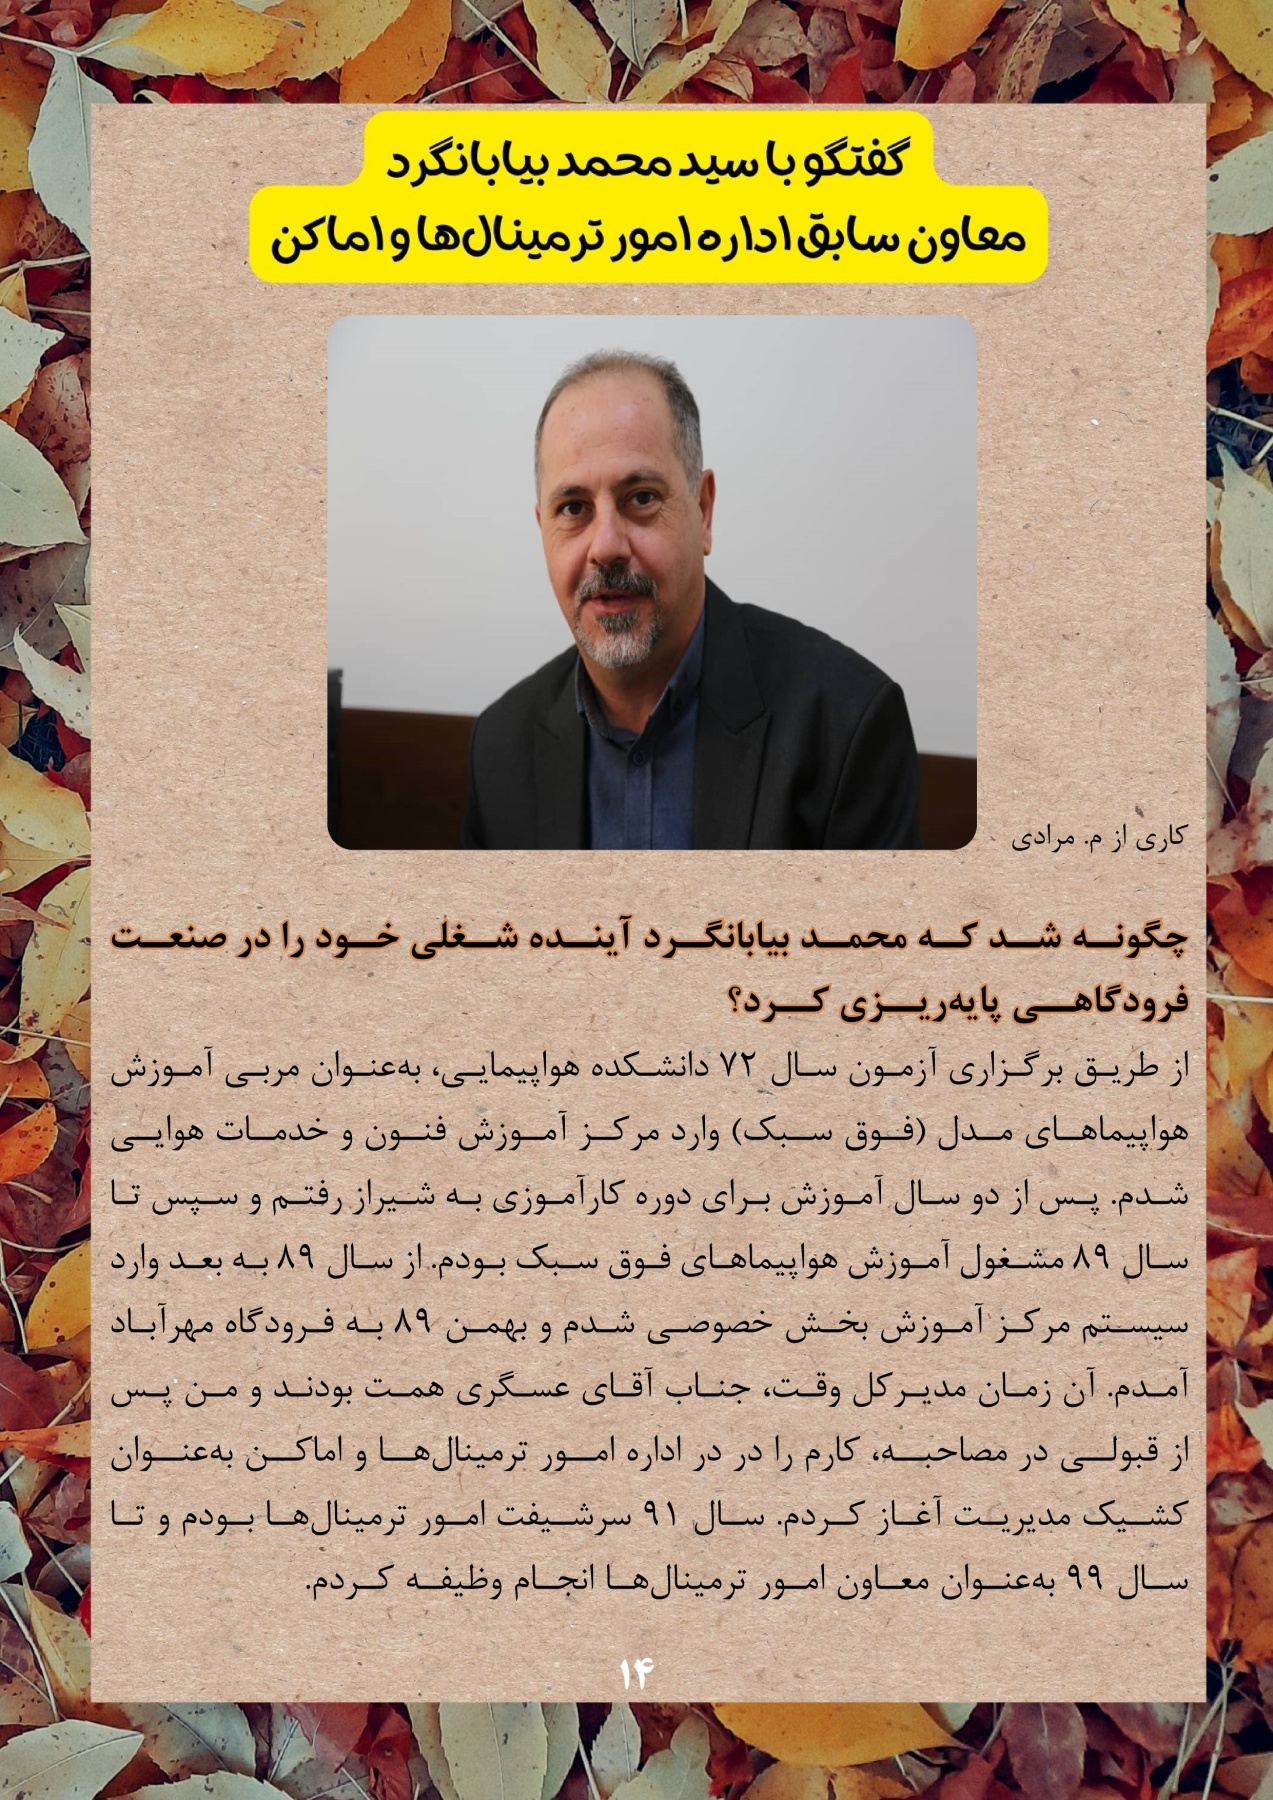 گفتگو با سید محمد بیابانگرد
معاون سابق اداره امور ترمینال‌ها و اماکن
کاری از م. مرادی
چگونه شد که محمد بیابانگرد آینده شغلی خود را در صنعت
فرودگاهی پایه‌ریزی کرد؟
از طریق برگزاری آزمون سال ۷۲ دانشکده هواپیمایی، به‌عنوان مربی آموزش
هواپیماهای مدل (فوق سبک) وارد مرکز آموزش فنون و خدمات هوایی
شدم. پس از دو سال آموزش برای دوره کارآموزی به شیراز رفتم و سپس تا
سال ۸۹ مشغول آموزش هواپیماهای فوق سبک بودم. از سال ۸۹ به بعد وارد
سیستم مرکز آموزش بخش خصوصی شدم و بهمن ۸۹ به فرودگاه مهرآباد
آمدم. آن زمان مدیرکل وقت، جناب آقای عسگری همت بودند و من پس
از قبولی در مصاحبه، کارم را در در اداره امور ترمینال‌ها و اماکن به‌عنوان
کشیک مدیریت آغاز کردم. سال ۹۱ سرشیفت امور ترمینال‌ها بودم و تا
سال ۹۹ به‌عنوان معاون امور ترمینال‌ها انجام وظیفه کردم.
۱۴